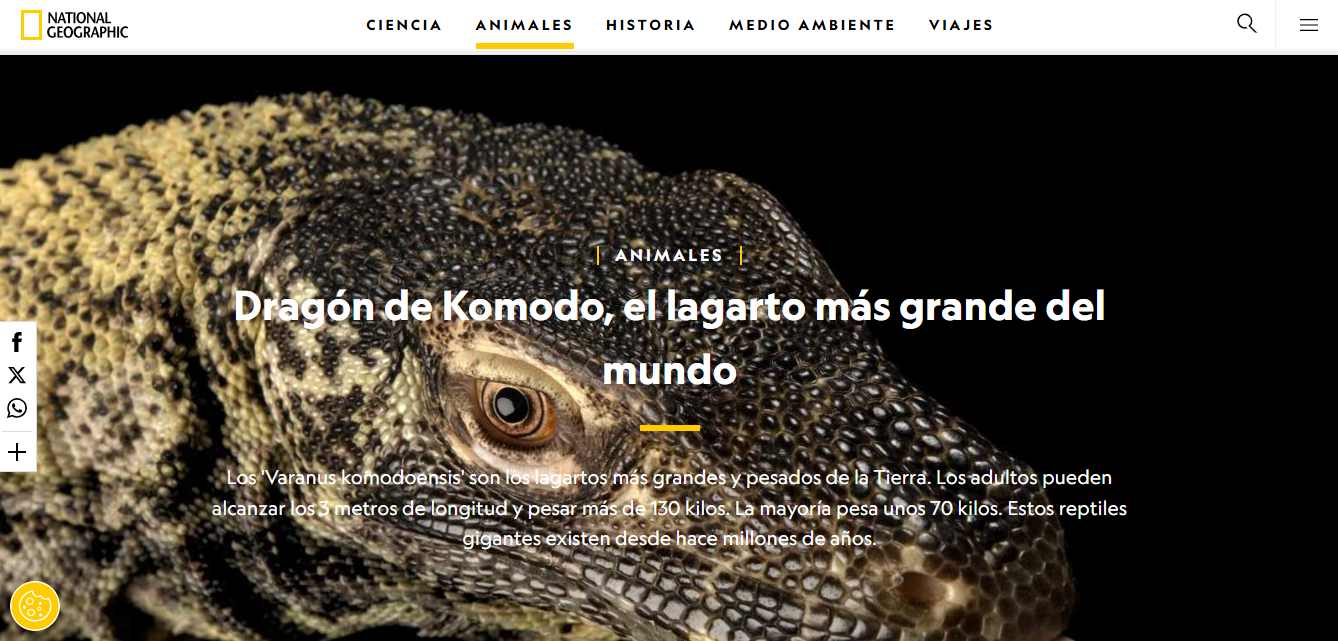 NATIONAL
GEOGRAPHIC
CIENCIA ANIMALES HISTORIA MEDIO AMBIENTE VIAJES
ANIMALES
Dragón de Komodo, el lagarto más grande del
mundo
Los 'Varanus komodoensis' son los lagartos más grandes y pesados de la Tierra. Los adultos pueden
alcanzar los 3 metros de longitud y pesar más de 130 kilos. La mayoría pesa unos 70 kilos. Estos reptiles
gigantes existen desde hace millones de años.